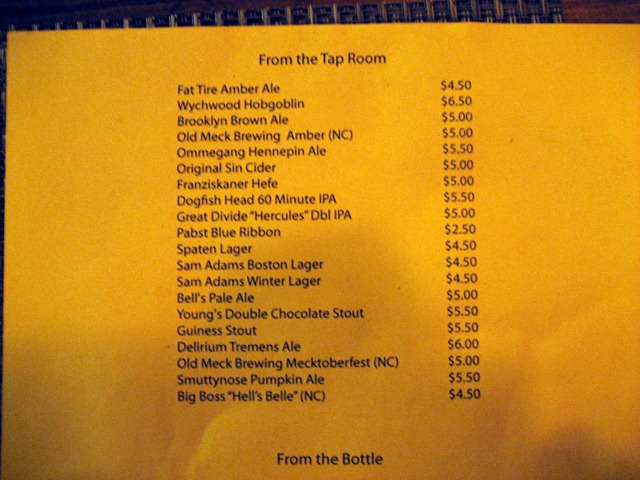 From the Tap Room
Fat Tire Amber Ale $4.50
Wychwood Hobgoblin $6.50
Brooklyn Brown Ale $5.00
Old Meck Brewing Amber (NC) $5.00
Ommegang Hennepin Ale $5.50
Original Sin Cider $5.00
Franziskaner Hefe $5.00
Dogfish Head 60 Minute IPA $5.50
Great Divide "Hercules" Dbl IPA $5.00
Pabst Blue Ribbon $2.50
Spaten Lager $4.50
Sam Adams Boston Lager $4.50
Sam Adams Winter Lager $4.50
Bell's Pale Ale $5.00
Young's Double Chocolate Stout $5.50
Guiness Stout $5.50
Delirium Tremens Ale $6.00
Old Meck Brewing Mecktoberfest (NC) $5.00
Smuttynose Pumpkin Ale $5.50
Big Boss "Hell's Belle" (NC) $4.50
From the Bottle